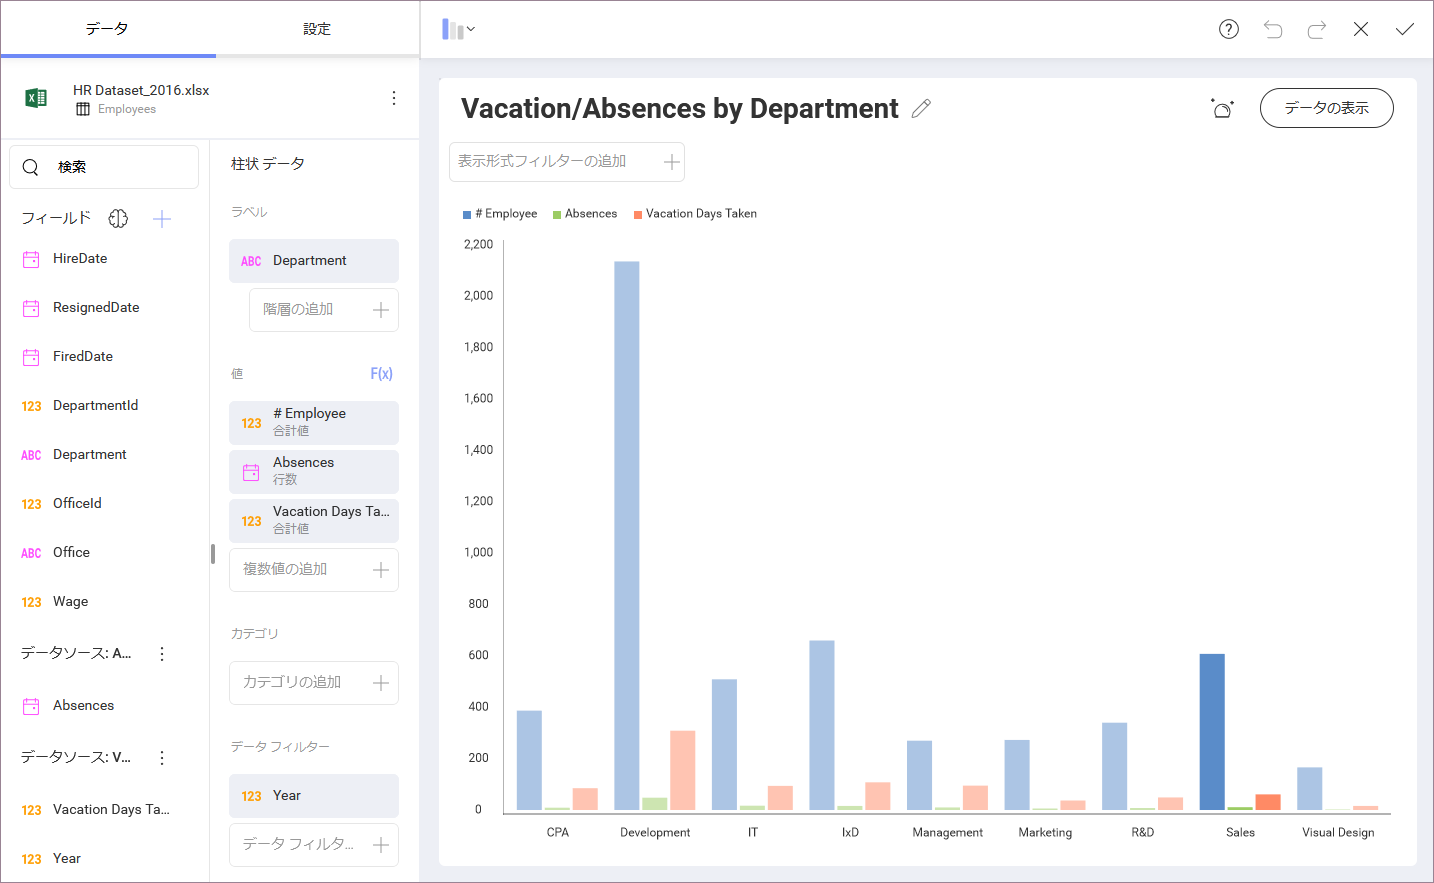 データ
設定
HR Dataset_2016.xlsx
Employees
検索
フィールド
HireDate
ResignedDate
FiredDate
123 DepartmentId
ABC Department
123 OfficeId
ABC Office
123 Wage
データソース: A...
Absences
データソース: V...
123 Vacation Days Ta...
123 Year
柱状 データ
ラベル
ABC Department
階層の追加
値
F(x)
123 # Employee
合計値
Absences
行数
123 Vacation Days Ta...
合計値
複数値の追加
カテゴリ
カテゴリの追加
データ フィルター
123 Year
データ フィルタ...
Vacation/Absences by Department
データの表示
表示形式フィルターの追加
# Employee Absences Vacation Days Taken
2,200
2,000
1,800
1,600
1,400
1,200
1,000
800
600
400
200
0
CPA Development IT IxD Management Marketing R&D Sales Visual Design